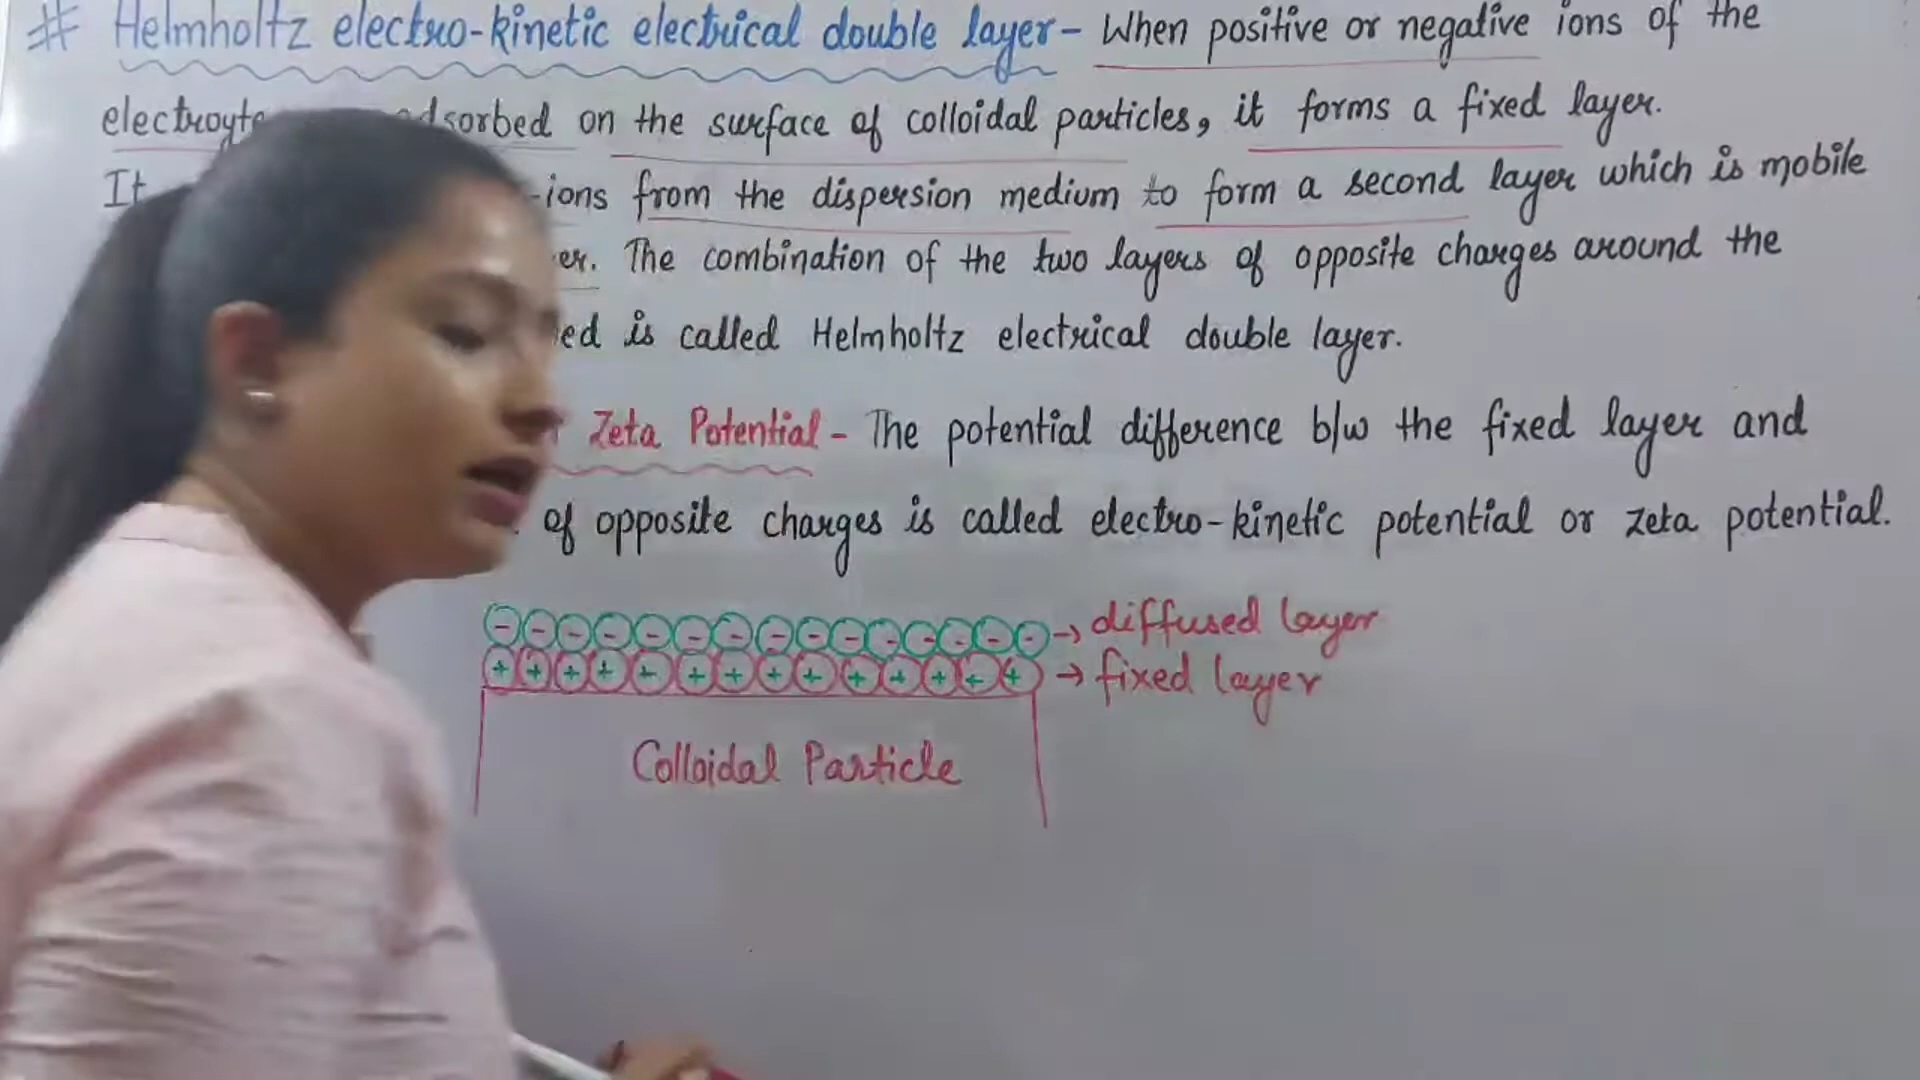 # Helmholtz electro-kinetic electrical double layer- When positive or negative ions of the
electroyte dsorbed on the surface of colloidal particles, it forms a fixed layer.
It -ions from the dispersion medium to form a second layer which is mobile
er. The combination of the two layers of opposite charges around the
ed is called Helmholtz electrical double layer.
Zeta Potential - The potential difference b/w the fixed layer and
of opposite charges is called electro-kinetic potential or zeta potential.
- - - - - - - - - - - - - - - → diffused layer
+ + + + + + + + + + + + + + → fixed layer
Colloidal Particle